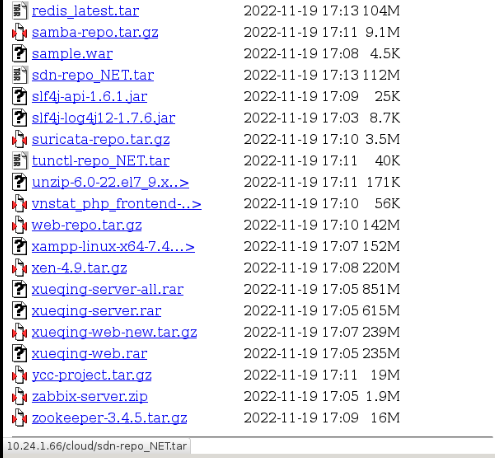 redis_latest.tar 2022-11-19 17:13 104M
samba-repo.tar.gz 2022-11-19 17:11 9.1M
sample.war 2022-11-19 17:08 4.5K
sdn-repo_NET.tar 2022-11-19 17:13 112M
slf4j-api-1.6.1.jar 2022-11-19 17:09 25K
slf4j-log4j12-1.7.6.jar 2022-11-19 17:03 8.7K
suricata-repo.tar.gz 2022-11-19 17:10 3.5M
tunctl-repo_NET.tar 2022-11-19 17:11 40K
unzip-6.0-22.el7_9.x..> 2022-11-19 17:11 171K
vnstat_php_frontend-..> 2022-11-19 17:10 56K
web-repo.tar.gz 2022-11-19 17:10 142M
xampp-linux-x64-7.4...> 2022-11-19 17:07 152M
xen-4.9.tar.gz 2022-11-19 17:08 220M
xueqing-server-all.rar 2022-11-19 17:05 851M
xueqing-server.rar 2022-11-19 17:05 615M
xueqing-web-new.tar.gz 2022-11-19 17:07 239M
xueqing-web.rar 2022-11-19 17:05 235M
ycc-project.tar.gz 2022-11-19 17:11 19M
zabbix-server.zip 2022-11-19 17:05 1.9M
zookeeper-3.4.5.tar.gz 2022-11-19 17:09 16M
10.24.1.66/cloud/sdn-repo_NET.tar